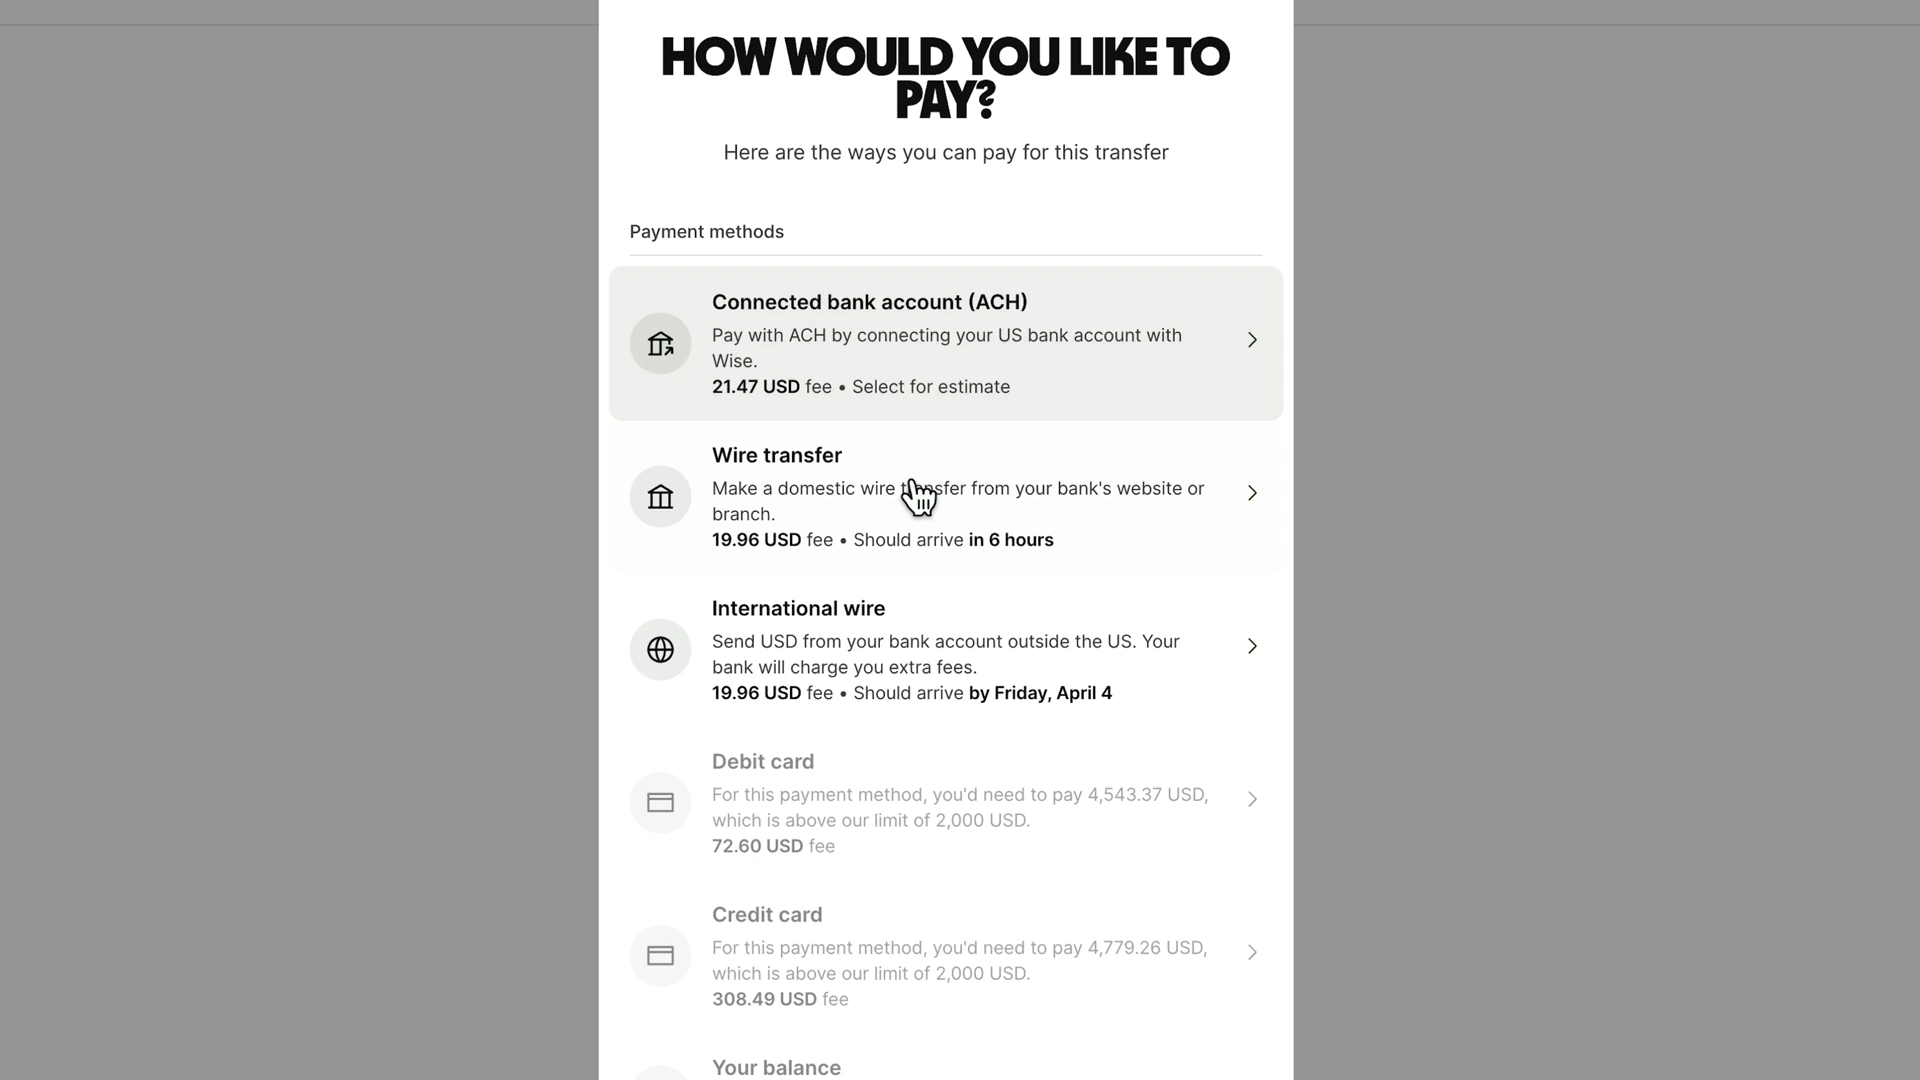 HOW WOULD YOU LIKE TO
PAY?
Here are the ways you can pay for this transfer
Payment methods
Connected bank account (ACH)
Pay with ACH by connecting your US bank account with
Wise.
21.47 USD fee • Select for estimate
Wire transfer
Make a domestic wire transfer from your bank's website or
branch.
19.96 USD fee • Should arrive in 6 hours
International wire
Send USD from your bank account outside the US. Your
bank will charge you extra fees.
19.96 USD fee • Should arrive by Friday, April 4
Debit card
For this payment method, you'd need to pay 4,543.37 USD,
which is above our limit of 2,000 USD.
72.60 USD fee
Credit card
For this payment method, you'd need to pay 4,779.26 USD,
which is above our limit of 2,000 USD.
308.49 USD fee
Your balance